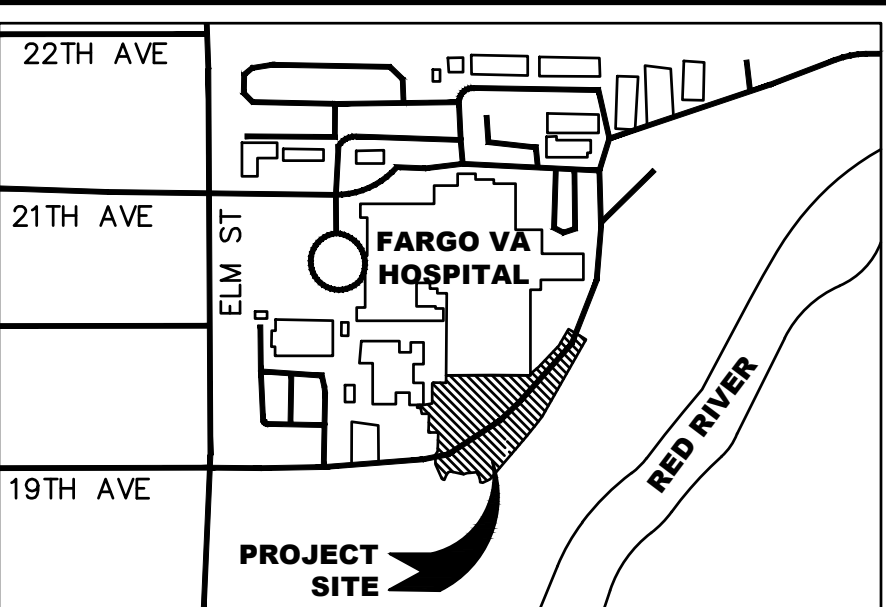 22TH AVE
21TH AVE
ELM ST
FARGO VA
HOSPITAL
RED RIVER
19TH AVE
PROJECT
SITE